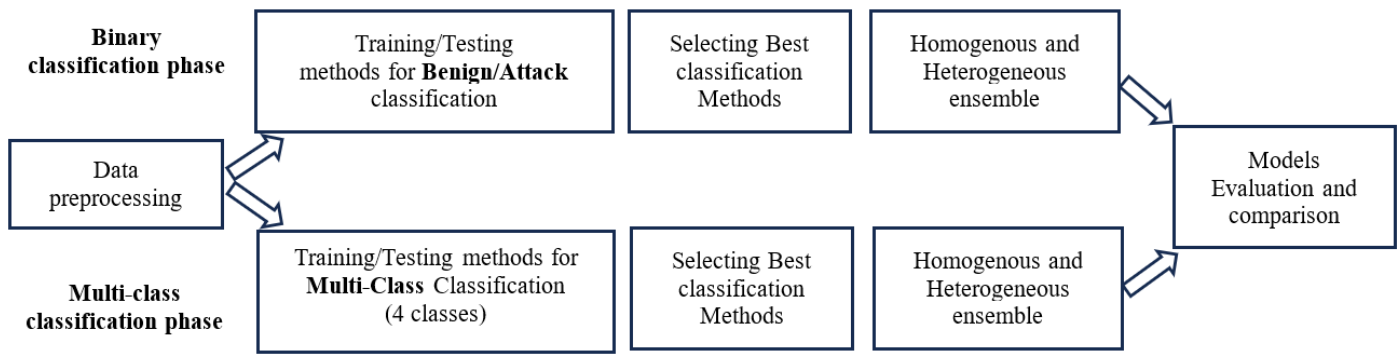 Binary
classification phase
Training/Testing
methods for Benign/Attack
classification
Selecting Best
classification
Methods
Homogenous and
Heterogeneous
ensemble
Data
preprocessing
Models
Evaluation and
comparison
Multi-class
classification phase
Training/Testing methods for
Multi-Class Classification
(4 classes)
Selecting Best
classification
Methods
Homogenous and
Heterogeneous
ensemble